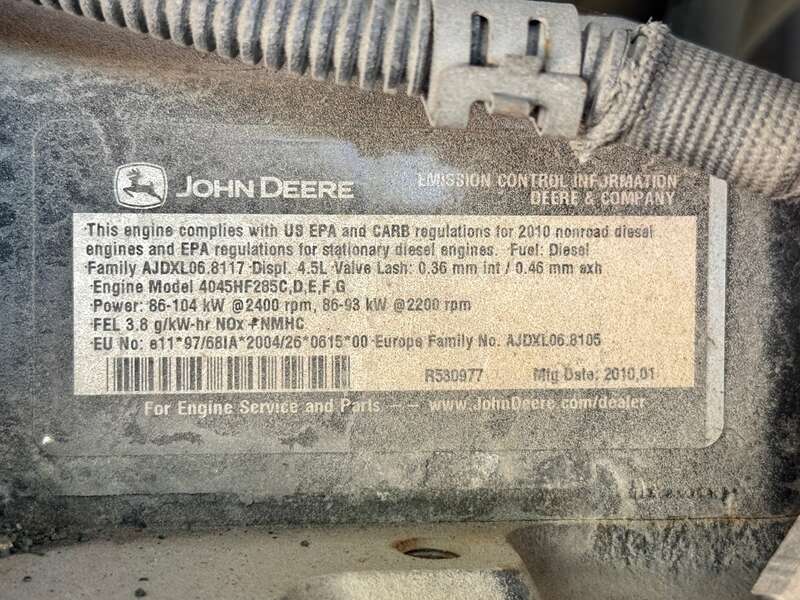 JOHN DEERE
EMISSION CONTROL INFORMATION
DEERE & COMPANY
This engine complies with US EPA and CARB regulations for 2010 nonroad diesel
engines and EPA regulations for stationary diesel engines. Fuel: Diesel
Family AJDXL06.8117 Displ. 4.5L Valve Lash: 0.36 mm int / 0.46 mm exh
Engine Model 4045HF285C,D,E,F,G
Power: 86-104 kW @2400 rpm, 86-93 kW @2200 rpm
FEL 3.8 g/kW-hr NOx + NMHC
EU No: e11*97/68IA*2004/26*0615*00 Europe Family No. AJDXL06.8105
R530977 Mfg Date: 2010,01
For Engine Service and Parts -- www.JohnDeere.com/dealer